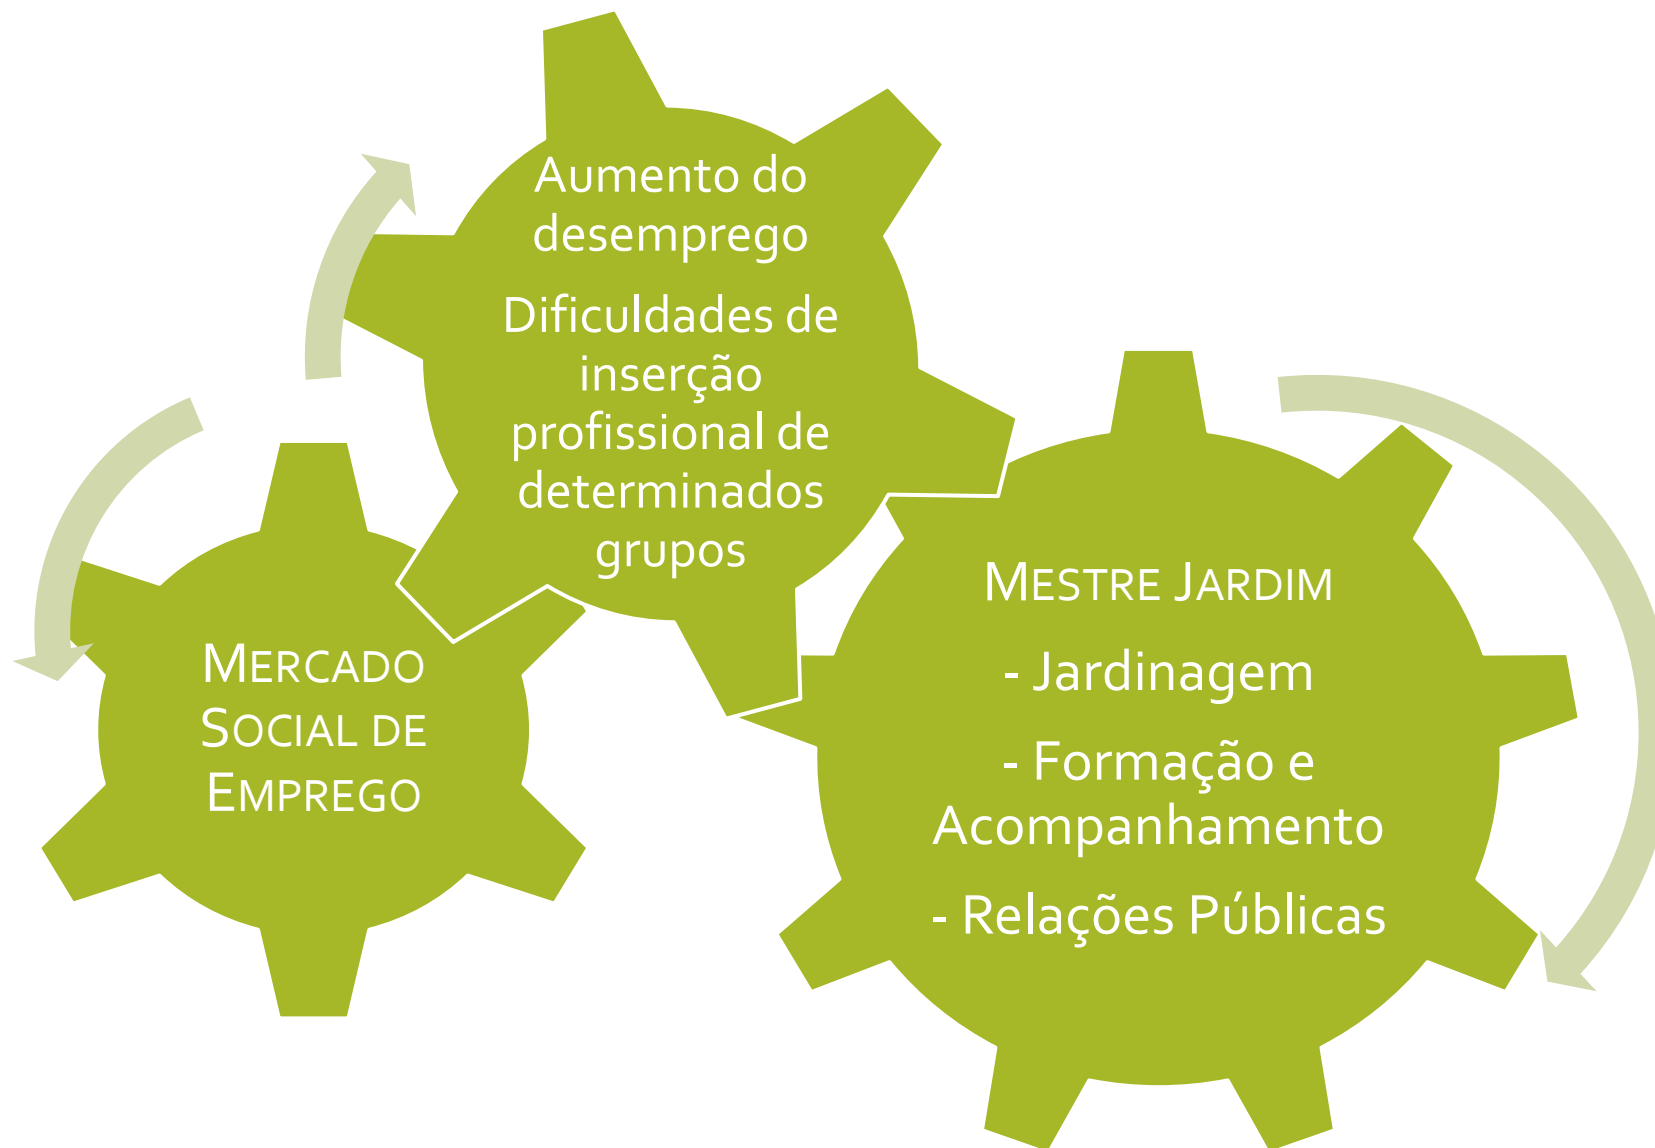 Aumento do
desemprego
Dificuldades de
inserção
profissional de
determinados
grupos
MERCADO
SOCIAL DE
EMPREGO
MESTRE JARDIM
- Jardinagem
- Formação e
Acompanhamento
- Relações Públicas